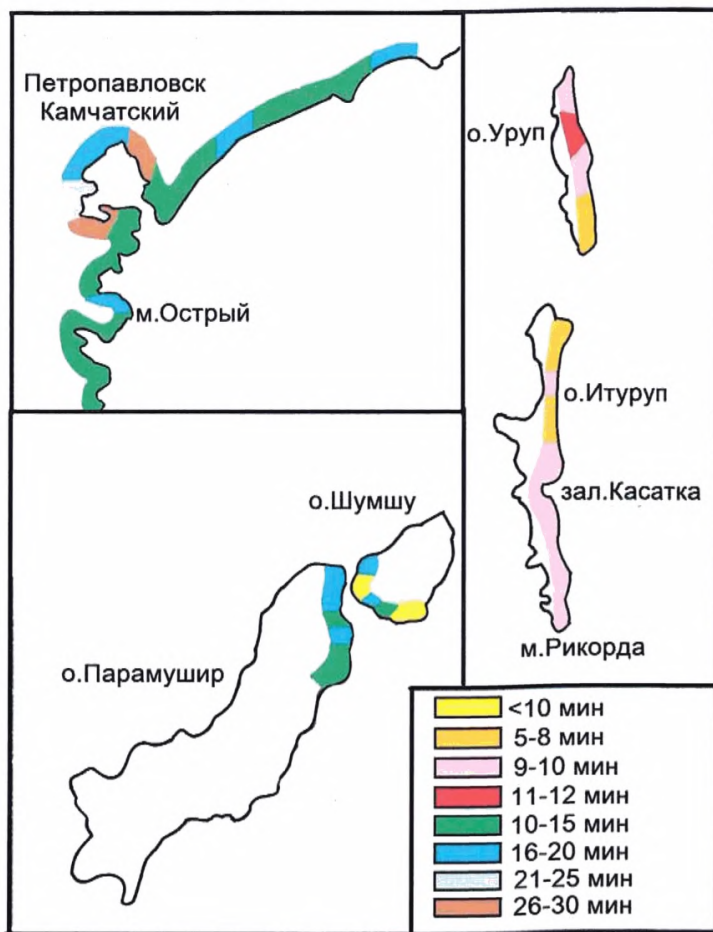 Петропавловск
Камчатский
м.Острый
о.Уруп
о.Итуруп
зал.Касатка
м.Рикорда
о.Шумшу
о.Парамушир
<10 мин
5-8 мин
9-10 мин
11-12 мин
10-15 мин
16-20 мин
21-25 мин
26-30 мин